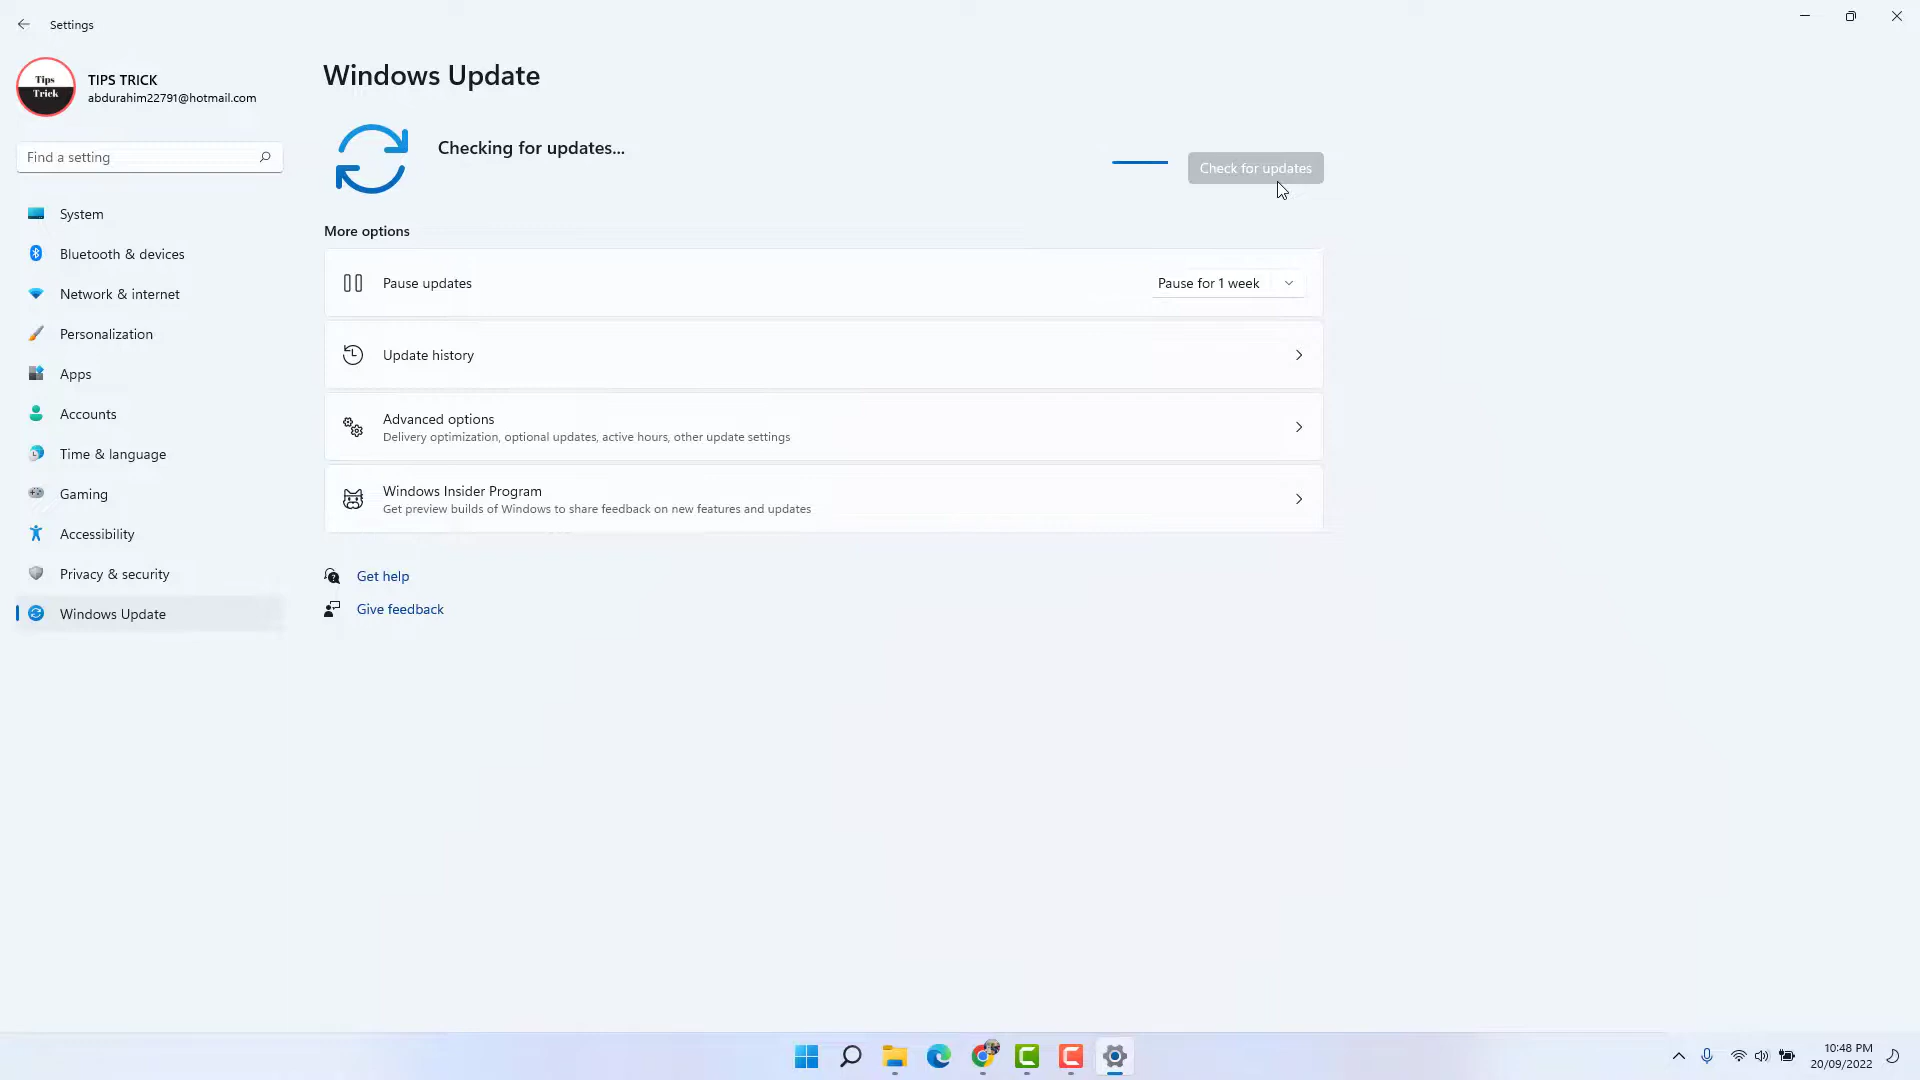 Settings
Tips
Trick
TIPS TRICK
abdurahim22791@hotmail.com
Find a setting
System
Bluetooth & devices
Network & internet
Personalization
Apps
Accounts
Time & language
Gaming
Accessibility
Privacy & security
Windows Update
Windows Update
Checking for updates...
Check for updates
More options
Pause updates
Pause for 1 week
Update history
Advanced options
Delivery optimization, optional updates, active hours, other update settings
Windows Insider Program
Get preview builds of Windows to share feedback on new features and updates
Get help
Give feedback
10:48 PM
20/09/2022